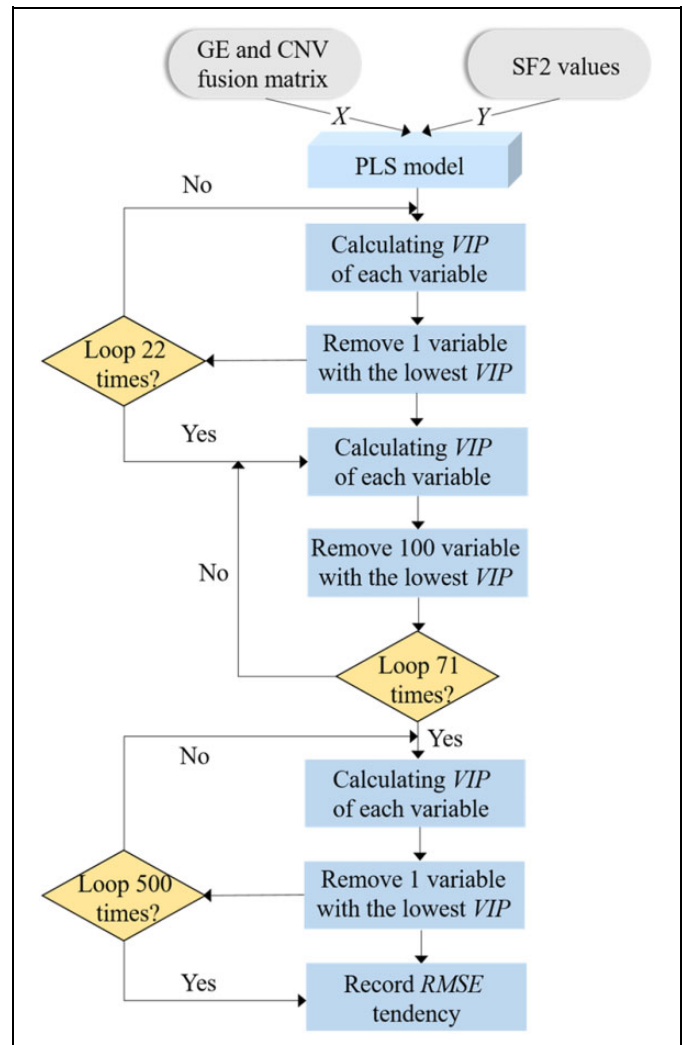 GE and CNV
fusion matrix
SF2 values
X
Y
PLS model
No
Calculating VIP
of each variable
Loop 22
times?
Remove 1 variable
with the lowest VIP
Yes
Calculating VIP
of each variable
No
Remove 100 variable
with the lowest VIP
Loop 71
times?
Yes
No
Calculating VIP
of each variable
Loop 500
times?
Remove 1 variable
with the lowest VIP
Yes
Record RMSE
tendency